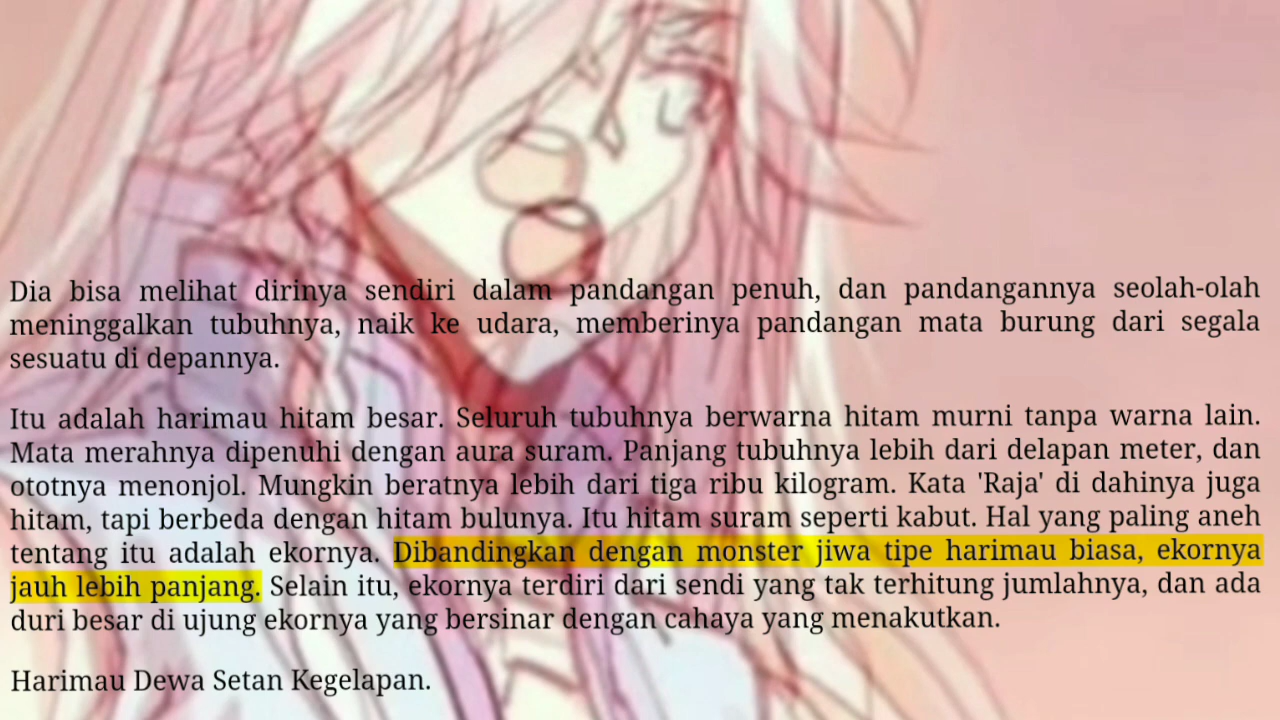 Dia bisa melihat dirinya sendiri dalam pandangan penuh, dan pandangannya seolah-olah
meninggalkan tubuhnya, naik ke udara, memberinya pandangan mata burung dari segala
sesuatu di depannya.
Itu adalah harimau hitam besar. Seluruh tubuhnya berwarna hitam murni tanpa warna lain.
Mata merahnya dipenuhi dengan aura suram. Panjang tubuhnya lebih dari delapan meter, dan
ototnya menonjol. Mungkin beratnya lebih dari tiga ribu kilogram. Kata 'Raja' di dahinya juga
hitam, tapi berbeda dengan hitam bulunya. Itu hitam suram seperti kabut. Hal yang paling aneh
tentang itu adalah ekornya. Dibandingkan dengan monster jiwa tipe harimau biasa, ekornya
jauh lebih panjang. Selain itu, ekornya terdiri dari sendi yang tak terhitung jumlahnya, dan ada
duri besar di ujung ekornya yang bersinar dengan cahaya yang menakutkan.
Harimau Dewa Setan Kegelapan.